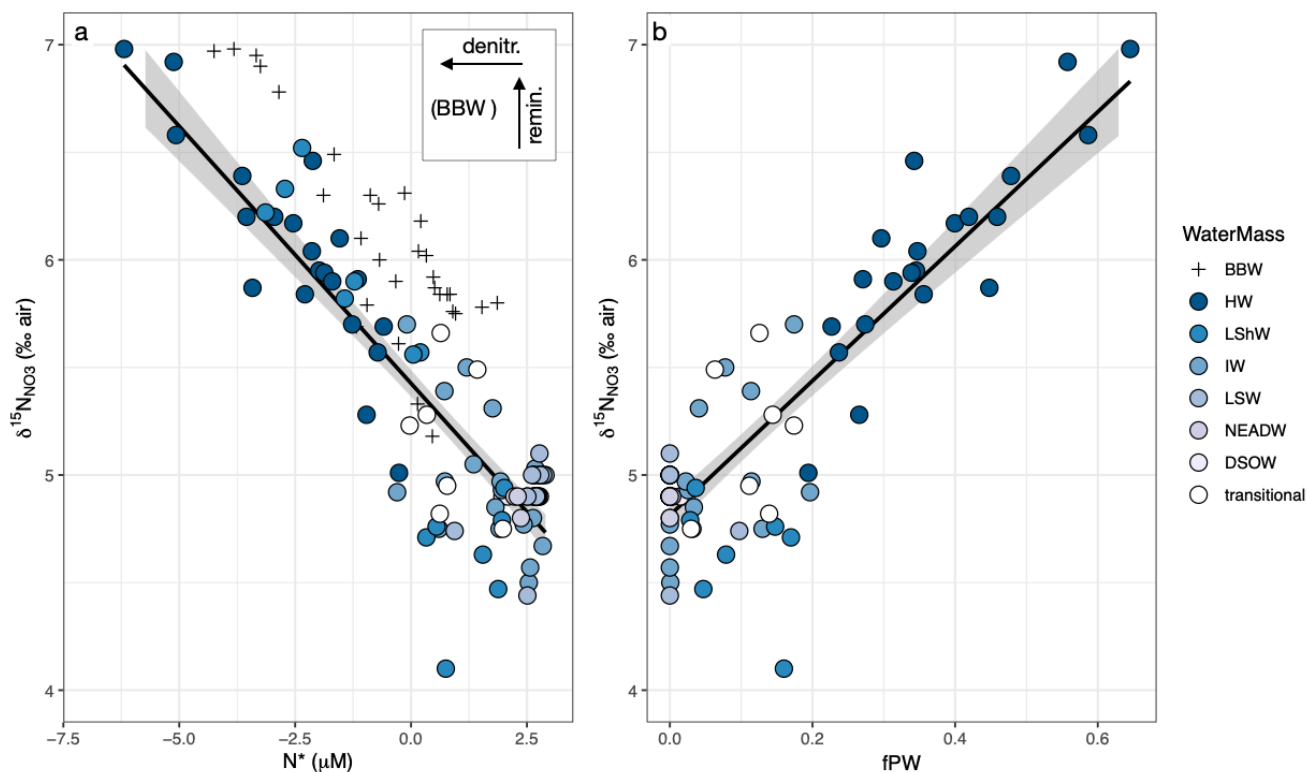 a
denitr.
(BBW )
remin.
7
6
5
4
δ¹⁵N_NO3 (‰ air)
-7.5
-5.0
-2.5
0.0
2.5
N* (μM)
b
7
6
5
4
δ¹⁵N_NO3 (‰ air)
0.0
0.2
0.4
0.6
fPW
WaterMass
BBW
HW
LShW
IW
LSW
NEADW
DSOW
transitional